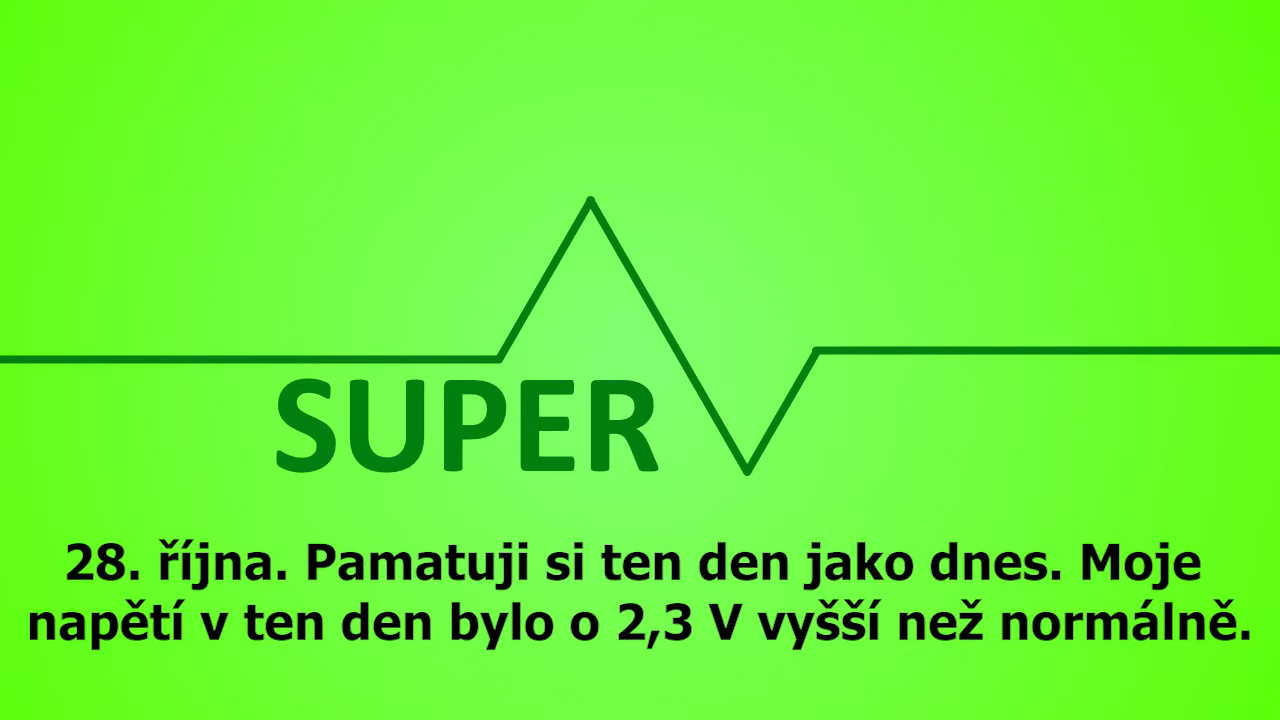 SUPER
28. října. Pamatuji si ten den jako dnes. Moje
napětí v ten den bylo o 2,3 V vyšší než normálně.